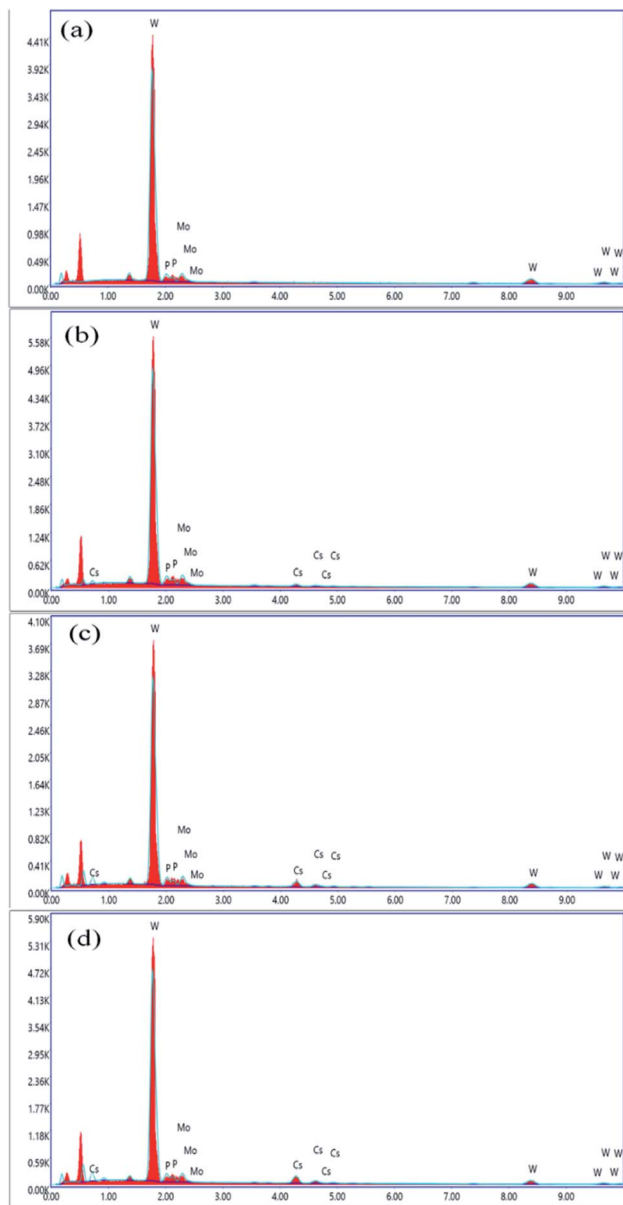 (a)
W
4.41K
3.92K
3.43K
2.94K
2.45K
1.96K
1.47K
0.98K
0.49K
0.00K
Mo
Mo
Mo
P P
W
W W
W W
0.00 1.00 2.00 3.00 4.00 5.00 6.00 7.00 8.00 9.00
(b)
W
5.58K
4.96K
4.34K
3.72K
3.10K
2.48K
1.86K
1.24K
0.62K
0.00K
Cs
Mo
Mo
Mo
P P
Cs Cs
Cs Cs
W
W W
W W
0.00 1.00 2.00 3.00 4.00 5.00 6.00 7.00 8.00 9.00
(c)
W
4.10K
3.69K
3.28K
2.87K
2.46K
2.05K
1.64K
1.23K
0.82K
0.41K
0.00K
Cs
Mo
Mo
Mo
P P
Cs Cs
Cs Cs
W
W W
W W
0.00 1.00 2.00 3.00 4.00 5.00 6.00 7.00 8.00 9.00
(d)
W
5.90K
5.31K
4.72K
4.13K
3.54K
2.95K
2.36K
1.77K
1.18K
0.59K
0.00K
Cs
Mo
Mo
Mo
P P
Cs Cs
Cs Cs
W
W W
W W
0.00 1.00 2.00 3.00 4.00 5.00 6.00 7.00 8.00 9.00